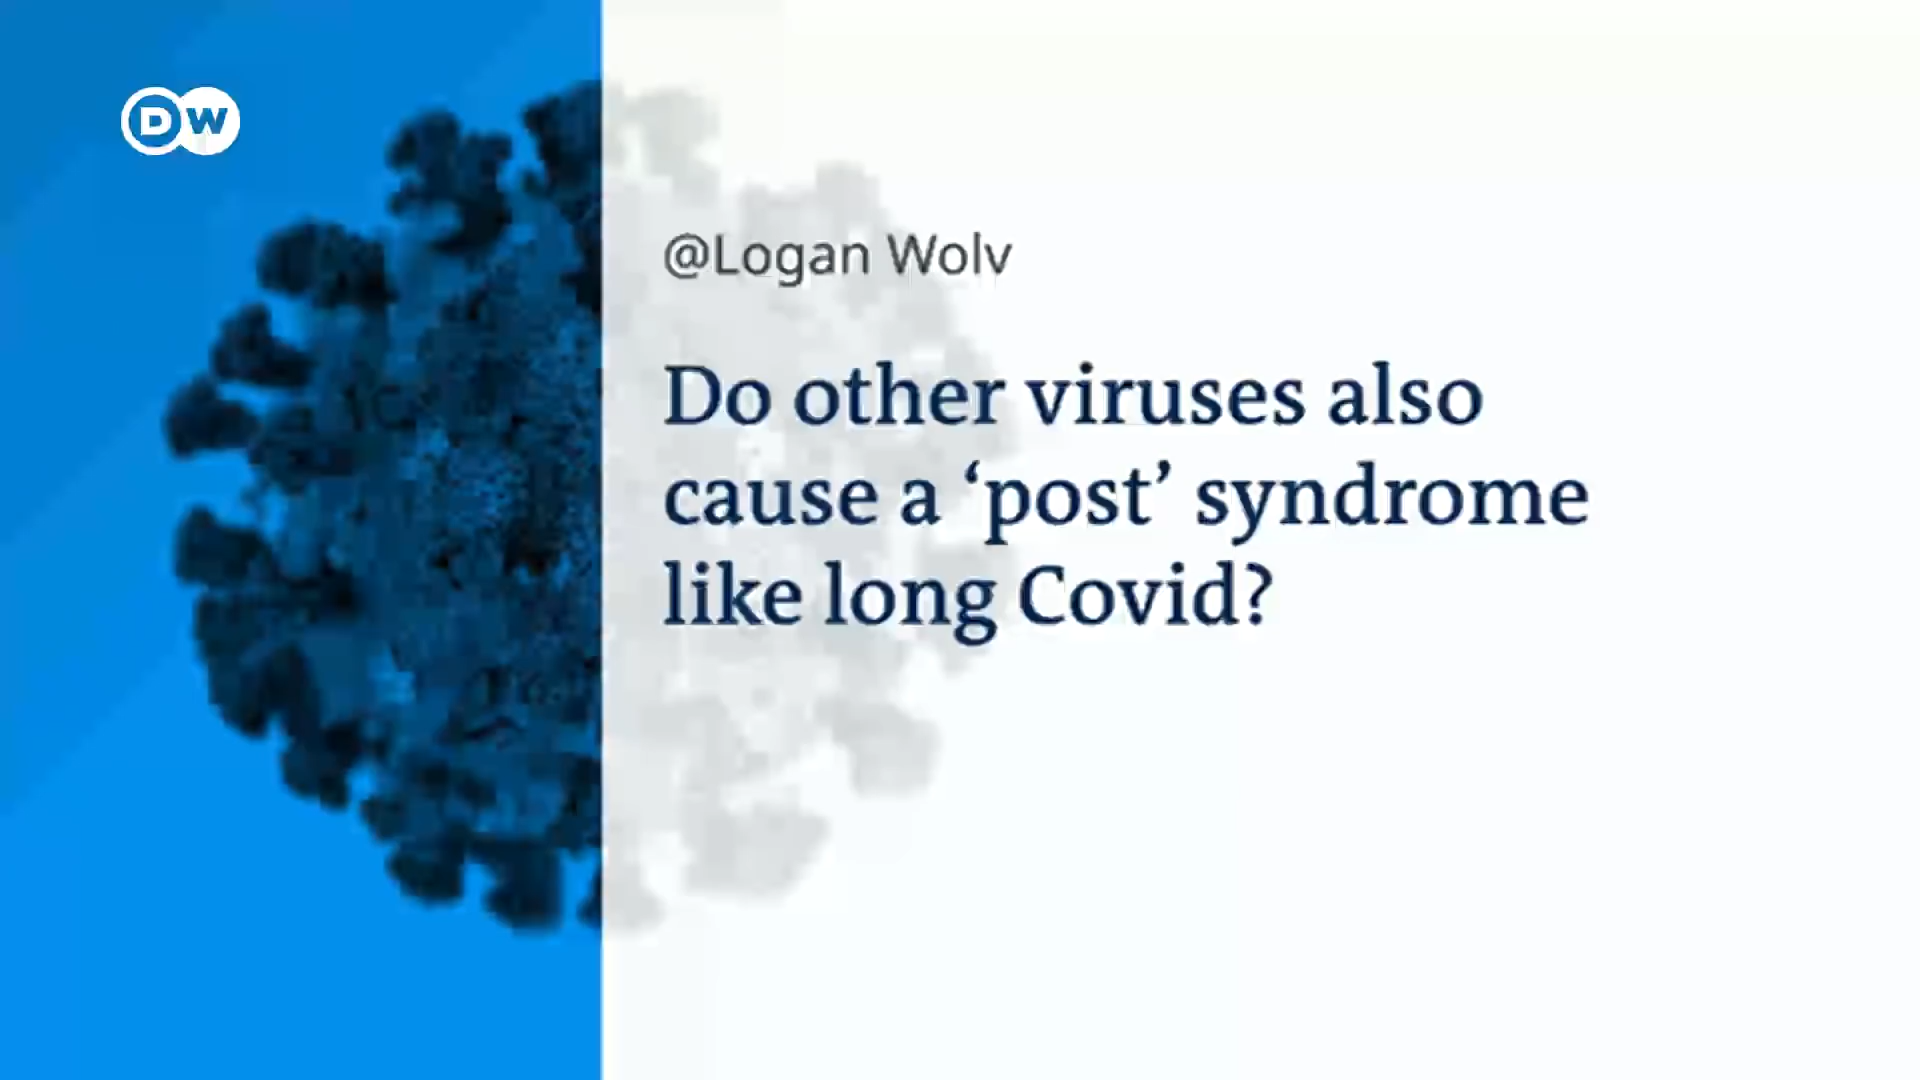 DW
@Logan Wolv
Do other viruses also
cause a ‘post’ syndrome
like long Covid?